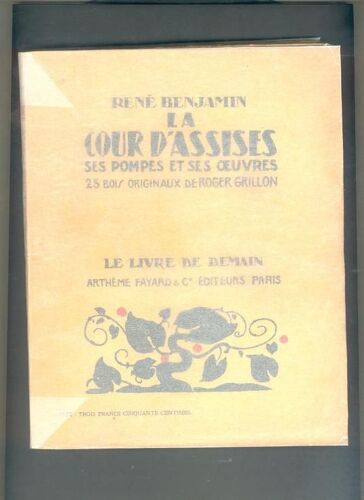 RENÉ BENJAMIN
LA
COUR D'ASSISES
SES POMPES ET SES ŒUVRES
25 BOIS ORIGINAUX DE ROGER GRILLON
LE LIVRE DE DEMAIN
ARTHÈME FAYARD & Cie ÉDITEURS PARIS
: TROIS FRANCS CINQUANTE CENTIMES.